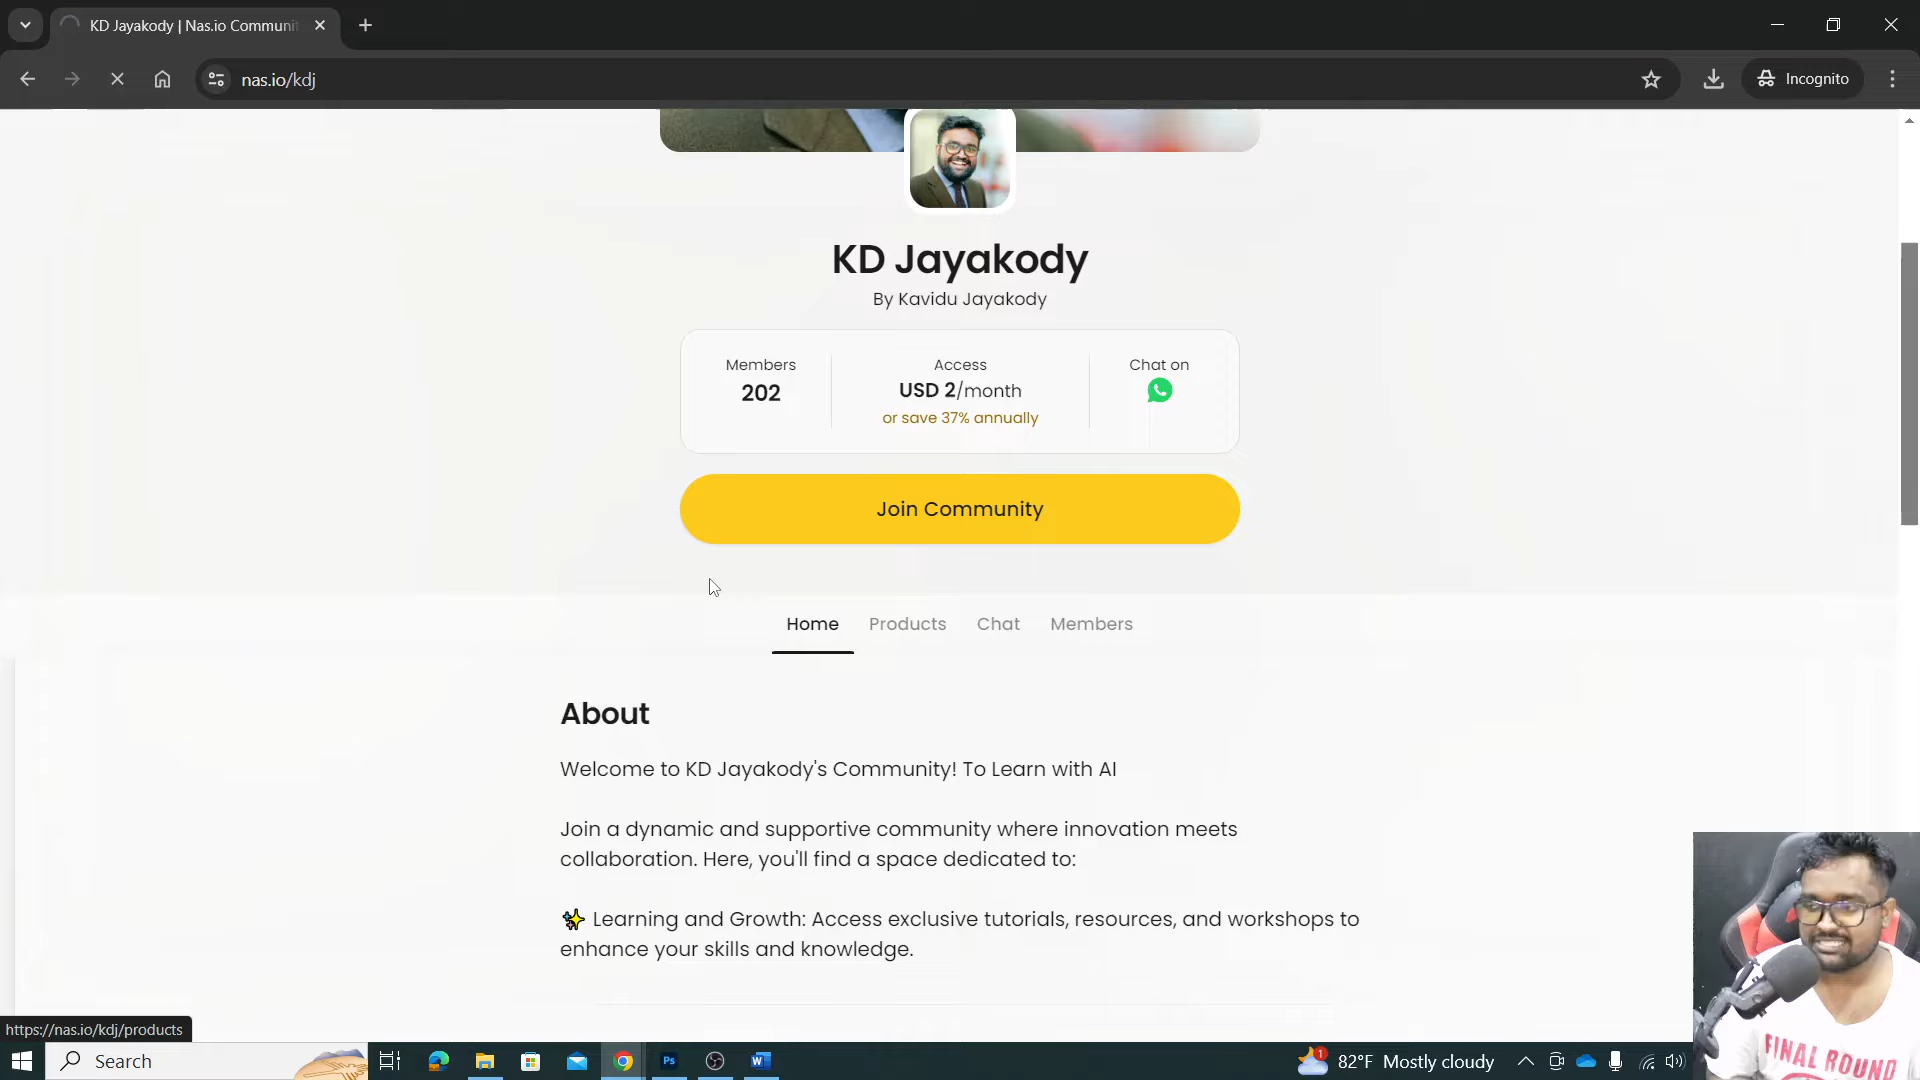 KD Jayakody | Nas.io Communit
nas.io/kdj
Incognito
KD Jayakody
By Kavidu Jayakody
Members
202
Access
USD 2/month
or save 37% annually
Chat on
Join Community
Home Products Chat Members
About
Welcome to KD Jayakody's Community! To Learn with AI
Join a dynamic and supportive community where innovation meets
collaboration. Here, you'll find a space dedicated to:
✨ Learning and Growth: Access exclusive tutorials, resources, and workshops to
enhance your skills and knowledge.
FINAL ROUND
https://nas.io/kdj/products
Search
Ps
W
1
82°F Mostly cloudy